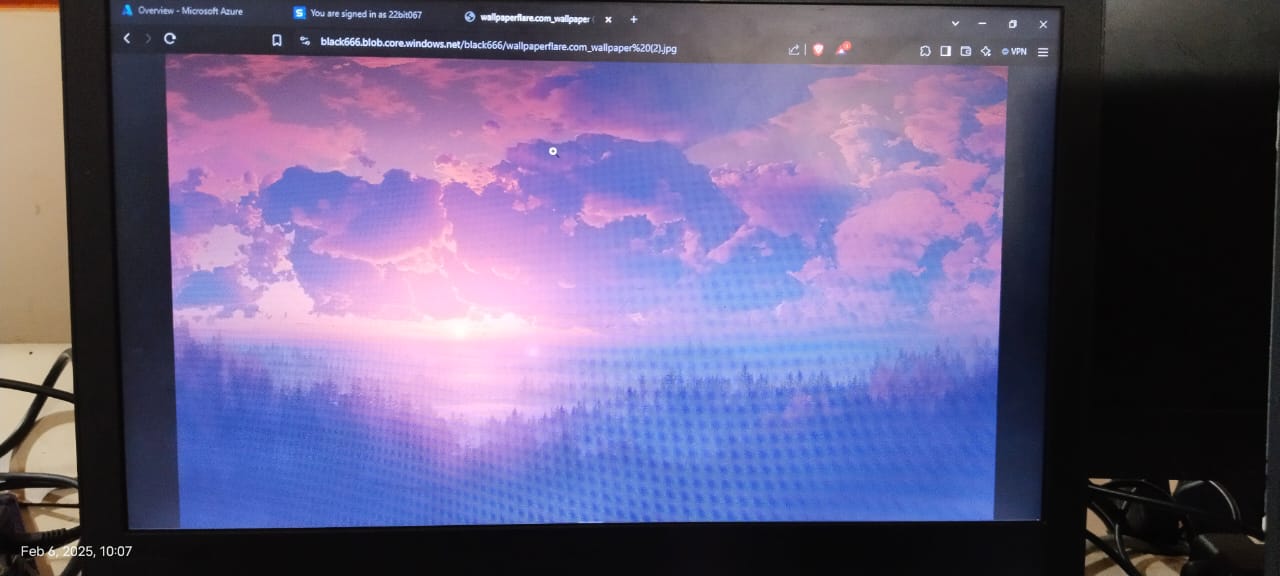 Overview - Microsoft Azure
You are signed in as 22bit067
wallpaperflare.com_wallpaper (
black666.blob.core.windows.net/black666/wallpaperflare.com_wallpaper%20(2).jpg
VPN
Feb 6, 2025, 10:07